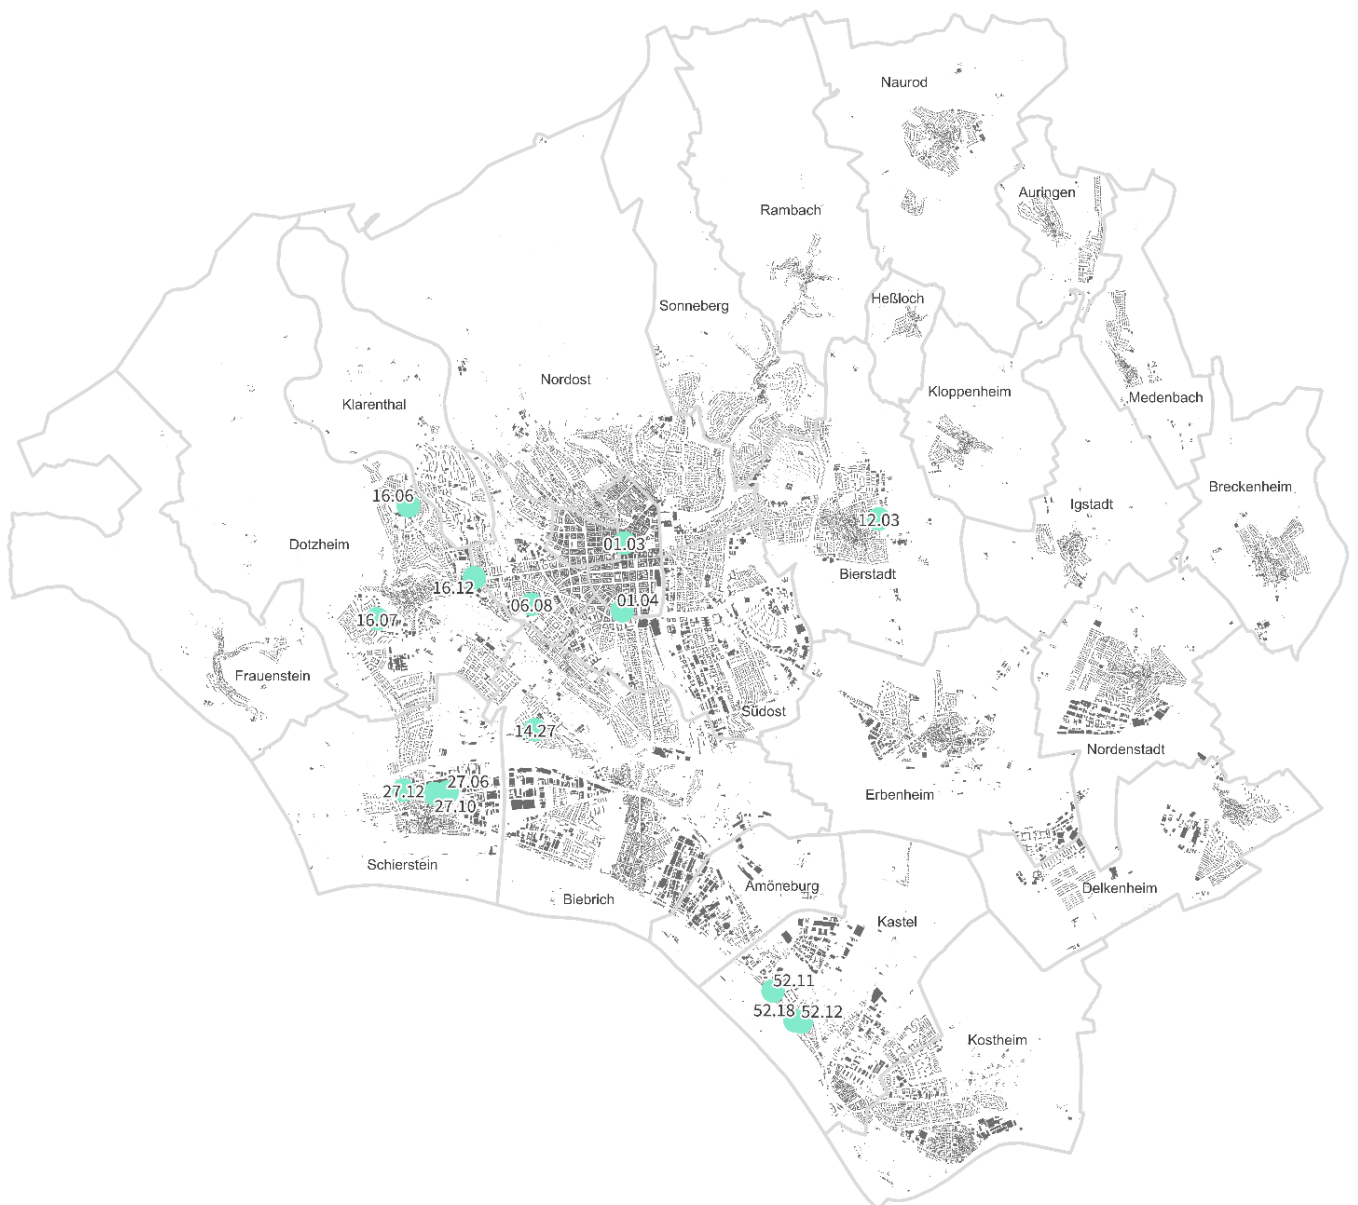 Naurod
Auringen
Rambach
Heßloch
Sonneberg
Nordost
Kloppenheim
Medenbach
Klarenthal
Breckenheim
16.06
Igstadt
12.03
Dotzheim
01.03
Bierstadt
16.12
01.04
06.08
16.07
Frauenstein
Südost
14.27
Nordenstadt
27.06
27.12
27.10
Erbenheim
Schierstein
Amöneburg
Delkenheim
Biebrich
Kastel
52.11
52.18
52.12
Kostheim